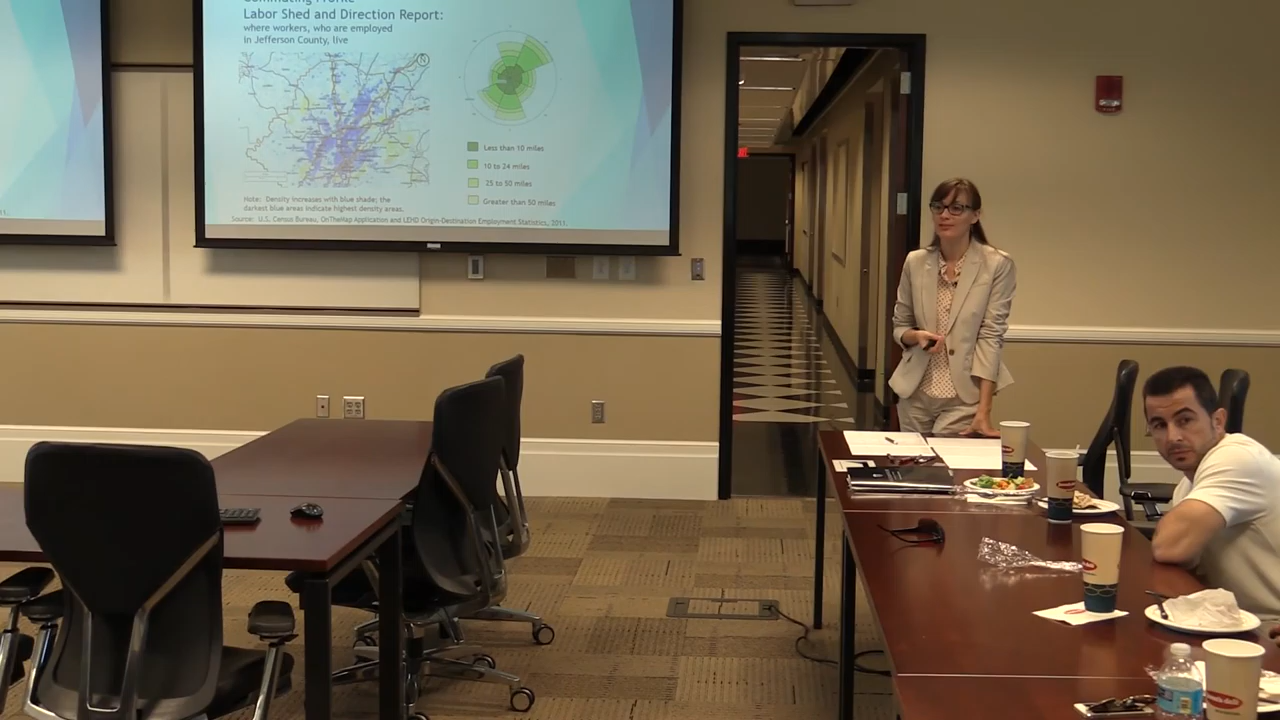 Commuting Profile
Labor Shed and Direction Report:
where workers, who are employed
in Jefferson County, live
N
Less than 10 miles
10 to 24 miles
25 to 50 miles
Greater than 50 miles
Note: Density increases with blue shade; the
darkest blue areas indicate highest density areas.
Source: U.S. Census Bureau, OnTheMap Application and LEHD Origin-Destination Employment Statistics, 2011.